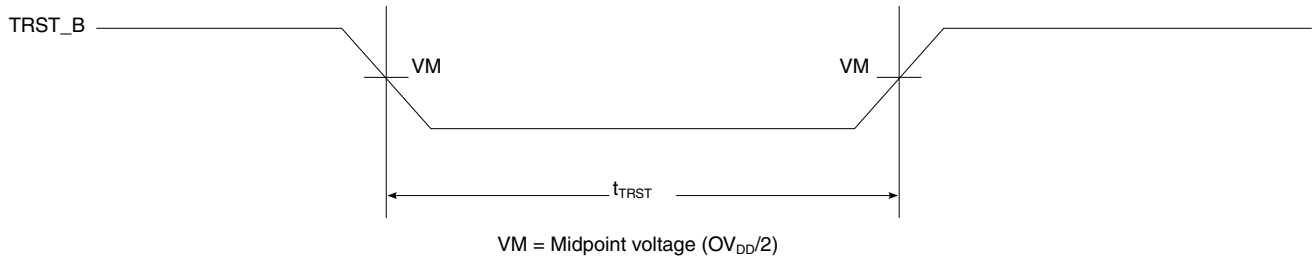 TRST_B
VM VM
tTRST
VM = Midpoint voltage (OVDD/2)